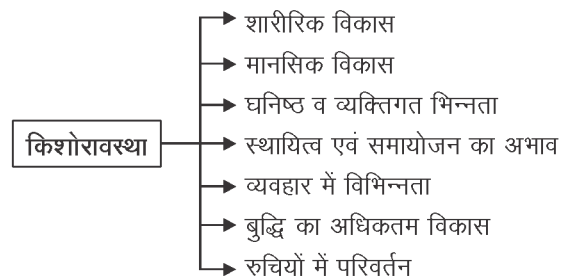 किशोरावस्था
शारीरिक विकास
मानसिक विकास
घनिष्ठ व व्यक्तिगत भिन्नता
स्थायित्व एवं समायोजन का अभाव
व्यवहार में विभिन्नता
बुद्धि का अधिकतम विकास
रुचियों में परिवर्तन